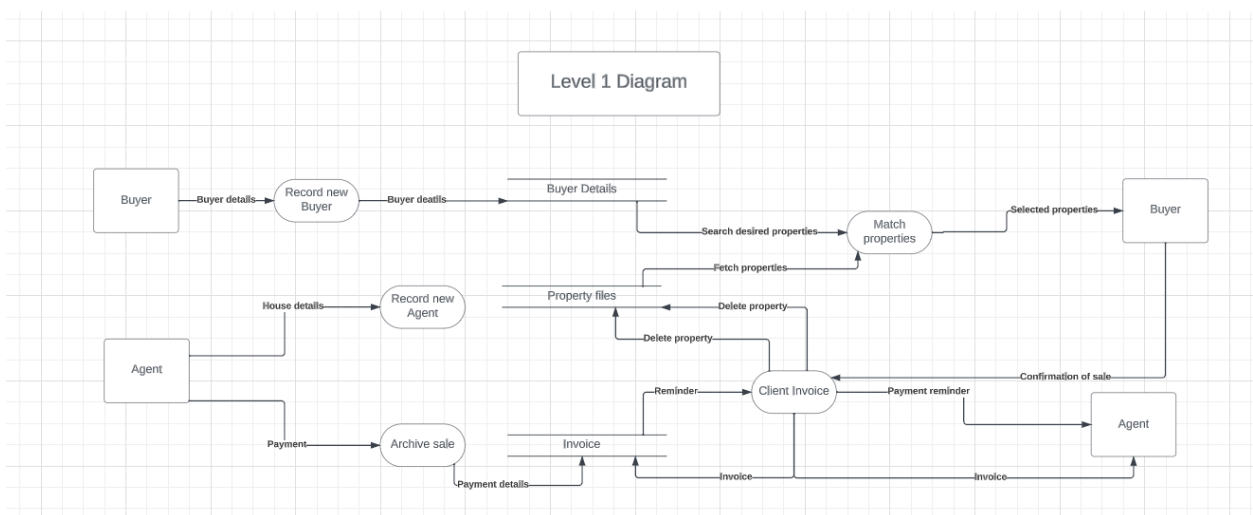 Level 1 Diagram
Buyer
Buyer details
Record new
Buyer
Buyer deatils
Buyer Details
Search desired properties
Match
properties
Selected properties
Buyer
Fetch properties
House details
Record new
Agent
Property files
Delete property
Delete property
Agent
Confirmation of sale
Reminder
Client Invoice
Payment reminder
Agent
Payment
Archive sale
Invoice
Payment details
Invoice
Invoice